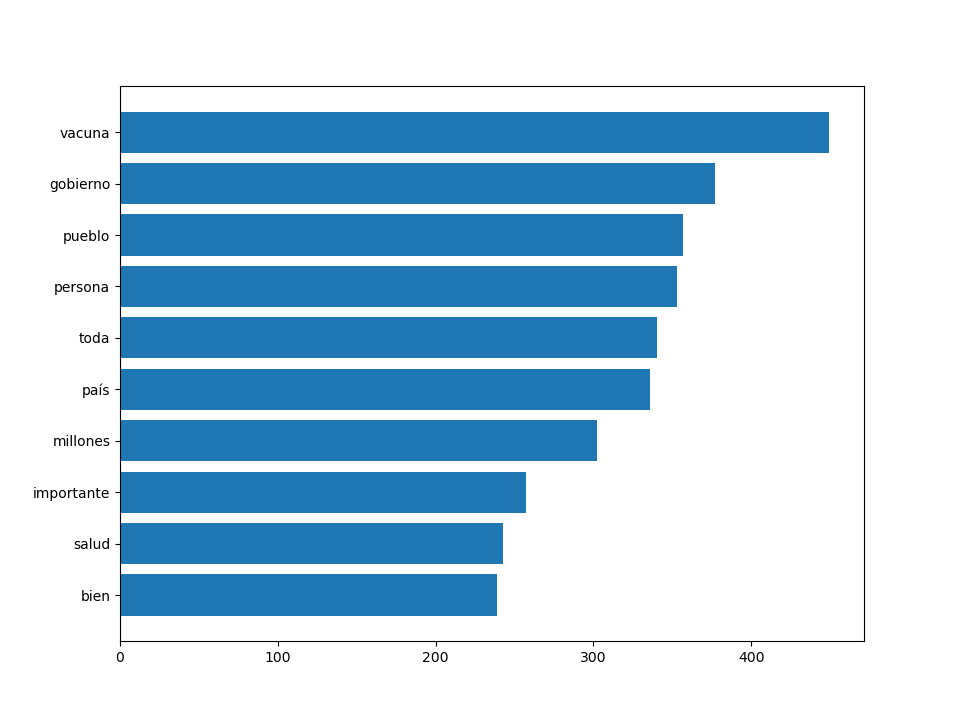 vacuna
gobierno
pueblo
persona
toda
país
millones
importante
salud
bien
0 100 200 300 400